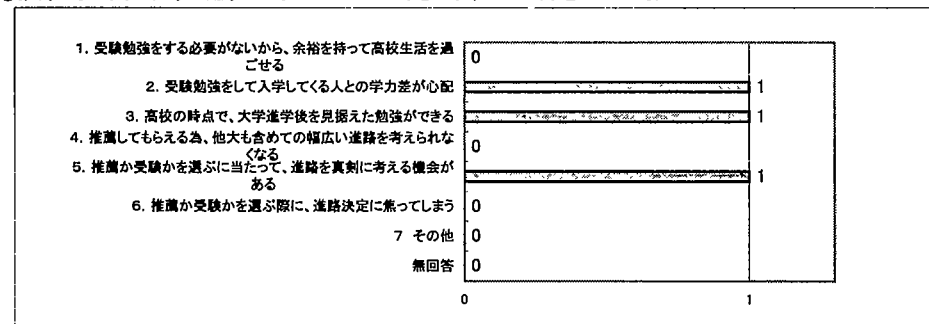 1. 受験勉強をする必要がないから、余裕を持って高校生活を過
ごせる
0
2. 受験勉強をして入学してくる人との学力差が心配
1
3. 高校の時点で、大学進学後を見据えた勉強ができる
1
4. 推薦してもらえる為、他大も含めての幅広い進路を考えられな
くなる
0
5. 推薦か受験かを選ぶに当たって、進路を真剣に考える機会が
ある
1
6. 推薦か受験かを選ぶ際に、進路決定に焦ってしまう
0
7 その他
0
無回答
0
0
1